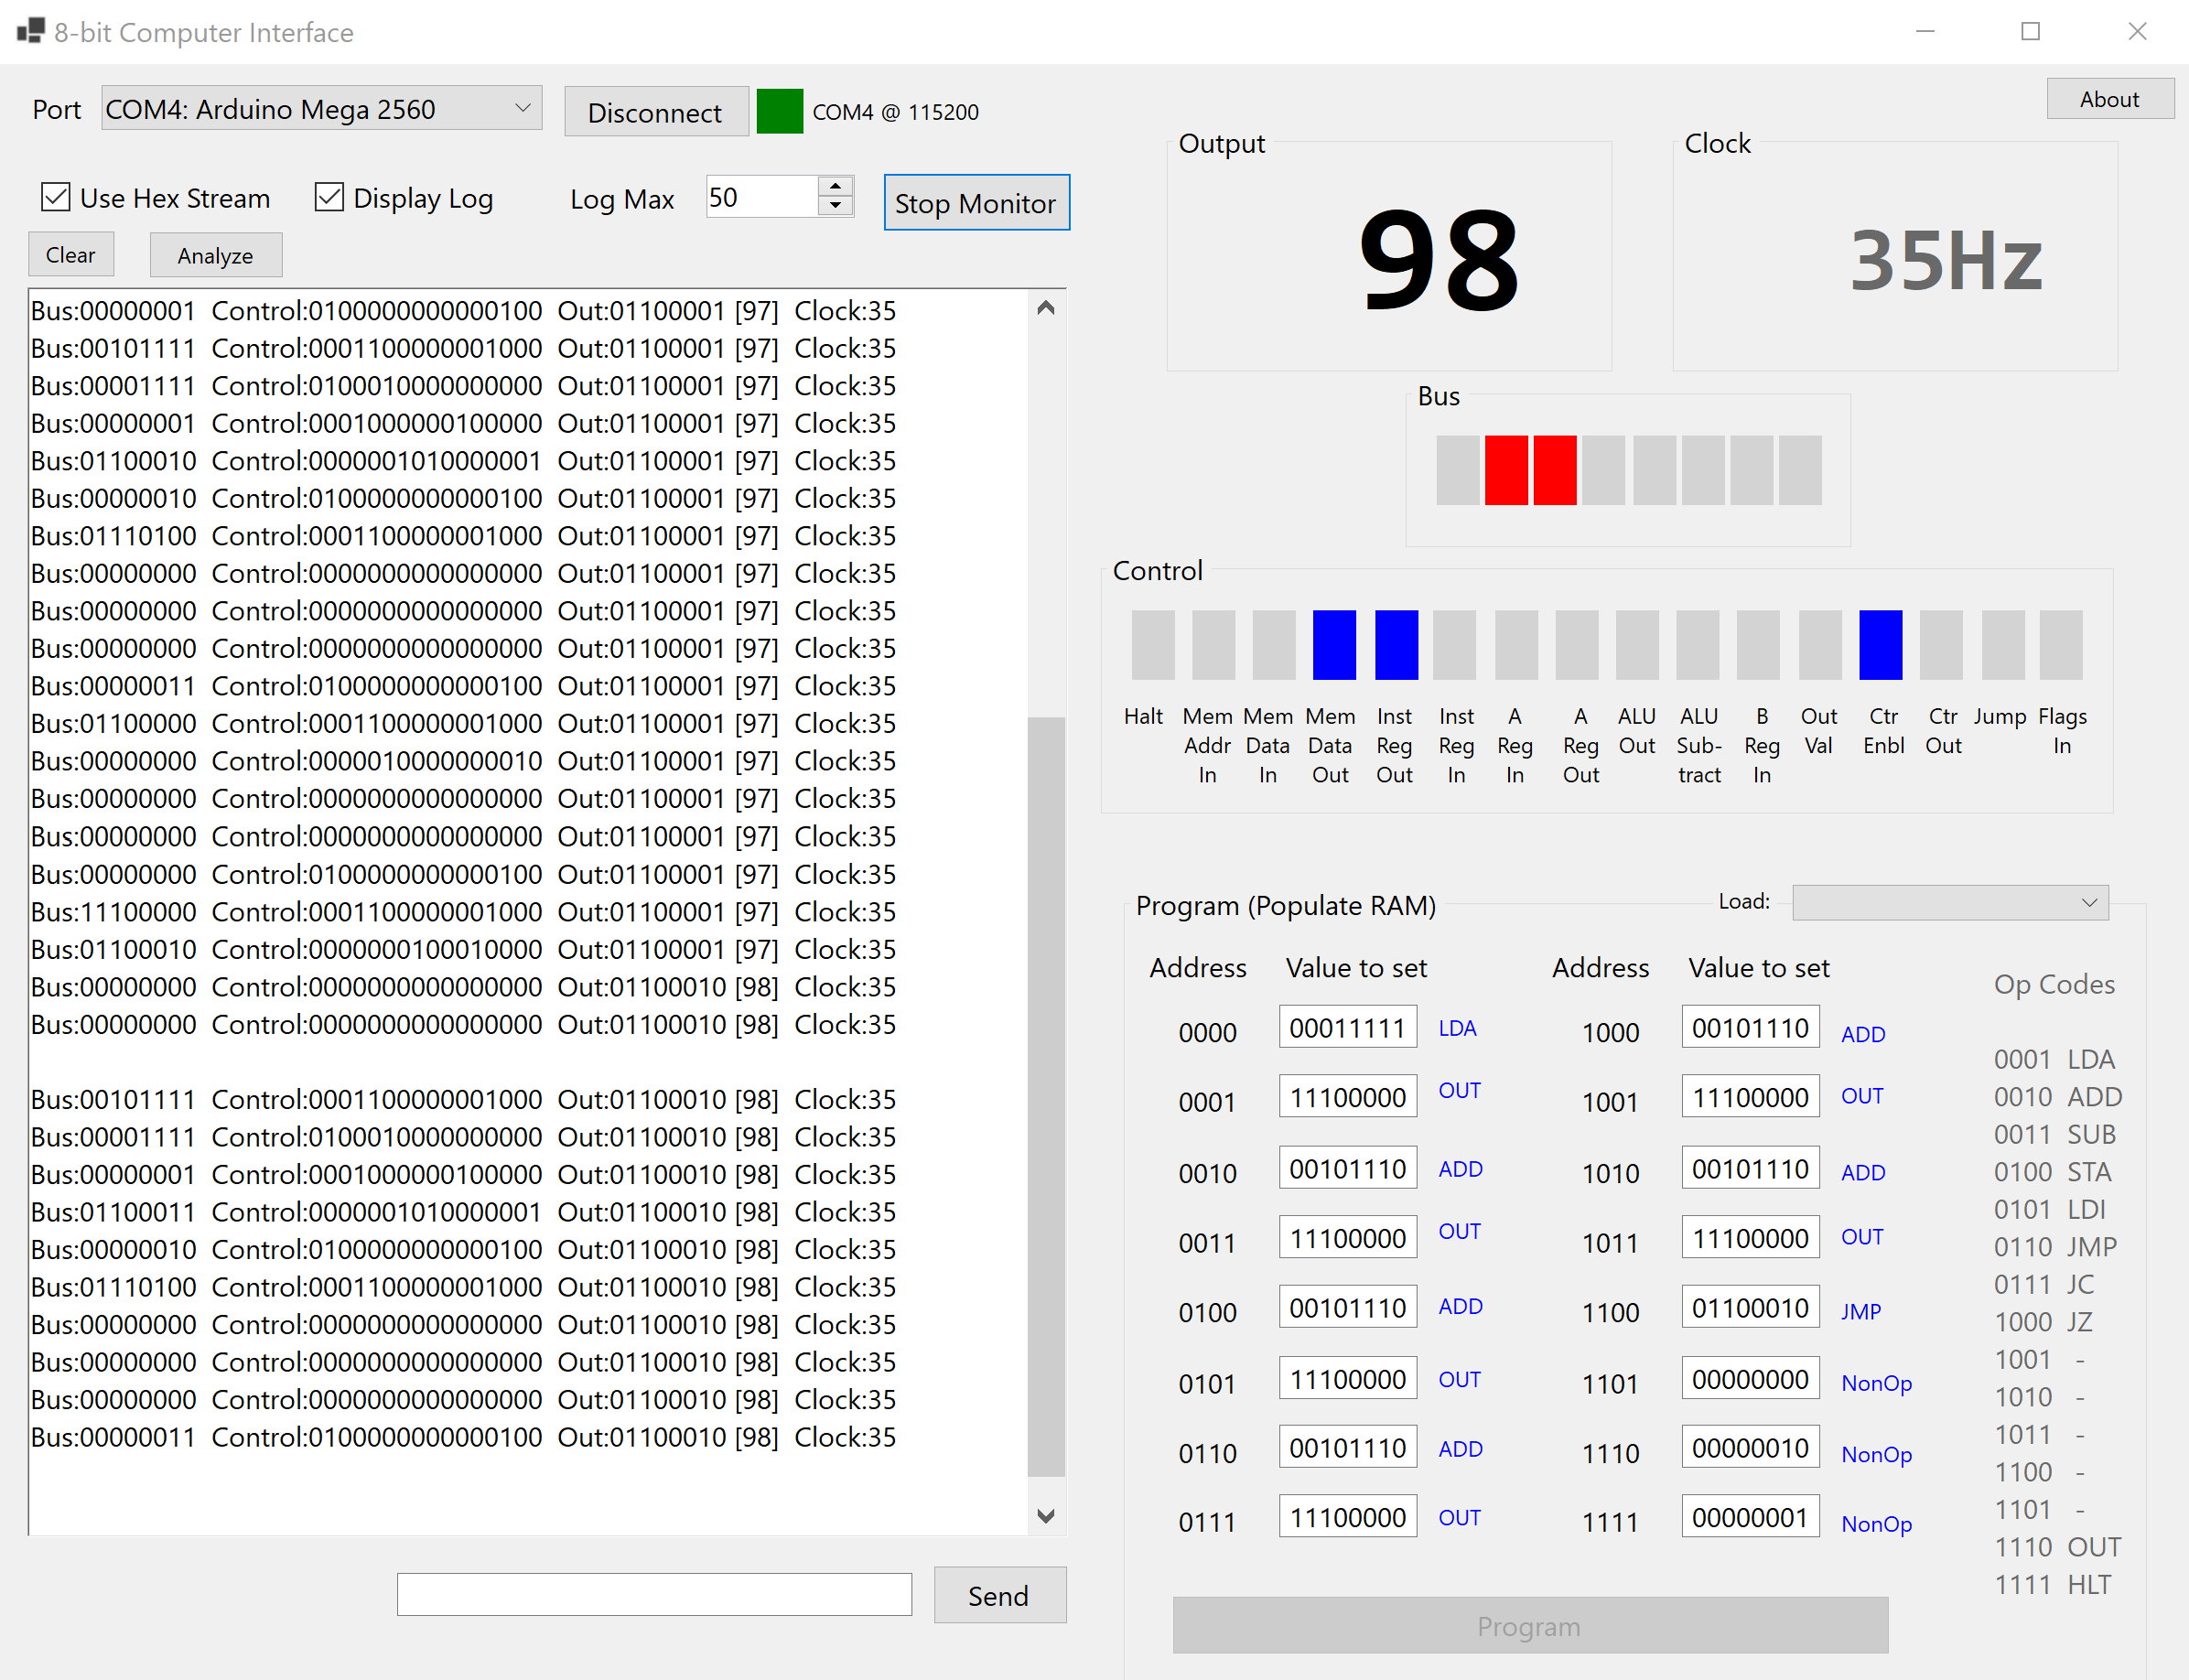 8-bit Computer Interface
Port COM4: Arduino Mega 2560 Disconnect COM4 @ 115200 About
Use Hex Stream Display Log Log Max 50 Stop Monitor
Clear Analyze
Bus:00000001 Control:0100000000000100 Out:01100001 [97] Clock:35
Bus:00101111 Control:0001100000001000 Out:01100001 [97] Clock:35
Bus:00001111 Control:0100010000000000 Out:01100001 [97] Clock:35
Bus:00000001 Control:0001000000100000 Out:01100001 [97] Clock:35
Bus:01100010 Control:0000001010000001 Out:01100001 [97] Clock:35
Bus:00000010 Control:0100000000000100 Out:01100001 [97] Clock:35
Bus:01110100 Control:0001100000001000 Out:01100001 [97] Clock:35
Bus:00000000 Control:0000000000000000 Out:01100001 [97] Clock:35
Bus:00000000 Control:0000000000000000 Out:01100001 [97] Clock:35
Bus:00000000 Control:0000000000000000 Out:01100001 [97] Clock:35
Bus:00000011 Control:0100000000000100 Out:01100001 [97] Clock:35
Bus:01100000 Control:0001100000001000 Out:01100001 [97] Clock:35
Bus:00000000 Control:0000010000000010 Out:01100001 [97] Clock:35
Bus:00000000 Control:0000000000000000 Out:01100001 [97] Clock:35
Bus:00000000 Control:0000000000000000 Out:01100001 [97] Clock:35
Bus:00000000 Control:0100000000000100 Out:01100001 [97] Clock:35
Bus:11100000 Control:0001100000001000 Out:01100001 [97] Clock:35
Bus:01100010 Control:0000000100010000 Out:01100001 [97] Clock:35
Bus:00000000 Control:0000000000000000 Out:01100010 [98] Clock:35
Bus:00000000 Control:0000000000000000 Out:01100010 [98] Clock:35
Bus:00101111 Control:0001100000001000 Out:01100010 [98] Clock:35
Bus:00001111 Control:0100010000000000 Out:01100010 [98] Clock:35
Bus:00000001 Control:0001000000100000 Out:01100010 [98] Clock:35
Bus:01100011 Control:0000001010000001 Out:01100010 [98] Clock:35
Bus:00000010 Control:0100000000000100 Out:01100010 [98] Clock:35
Bus:01110100 Control:0001100000001000 Out:01100010 [98] Clock:35
Bus:00000000 Control:0000000000000000 Out:01100010 [98] Clock:35
Bus:00000000 Control:0000000000000000 Out:01100010 [98] Clock:35
Bus:00000000 Control:0000000000000000 Out:01100010 [98] Clock:35
Bus:00000011 Control:0100000000000100 Out:01100010 [98] Clock:35
Send
Output
98
Clock
35Hz
Bus
Control
Halt Mem Mem Mem Inst Inst A A ALU ALU B Out Ctr Ctr Jump Flags
Addr Data Data Reg Reg Reg Reg Out Sub- Reg Val Enbl Out In
In In Out Out In In Out tract In
Program (Populate RAM) Load:
Address Value to set Address Value to set
0000 00011111 LDA 1000 00101110 ADD
0001 11100000 OUT 1001 11100000 OUT
0010 00101110 ADD 1010 00101110 ADD
0011 11100000 OUT 1011 11100000 OUT
0100 00101110 ADD 1100 01100010 JMP
0101 11100000 OUT 1101 00000000 NonOp
0110 00101110 ADD 1110 00000010 NonOp
0111 11100000 OUT 1111 00000001 NonOp
Op Codes
0001 LDA
0010 ADD
0011 SUB
0100 STA
0101 LDI
0110 JMP
0111 JC
1000 JZ
1001 -
1010 -
1011 -
1100 -
1101 -
1110 OUT
1111 HLT
Program